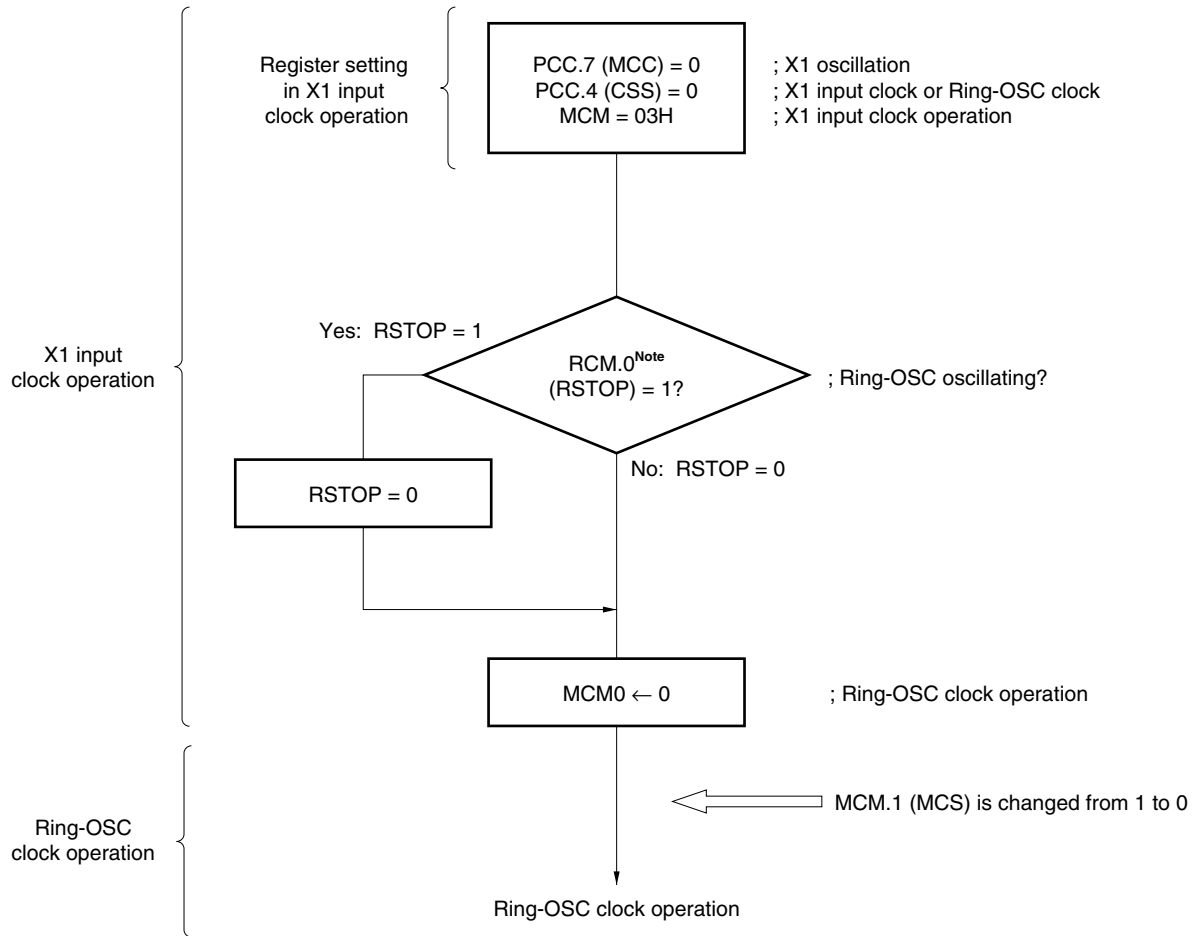 Register setting
in X1 input
clock operation
PCC.7 (MCC) = 0
PCC.4 (CSS) = 0
MCM = 03H
; X1 oscillation
; X1 input clock or Ring-OSC clock
; X1 input clock operation
X1 input
clock operation
Yes: RSTOP = 1
RCM.0Note
(RSTOP) = 1?
; Ring-OSC oscillating?
No: RSTOP = 0
RSTOP = 0
MCM0 ← 0
; Ring-OSC clock operation
MCM.1 (MCS) is changed from 1 to 0
Ring-OSC
clock operation
Ring-OSC clock operation